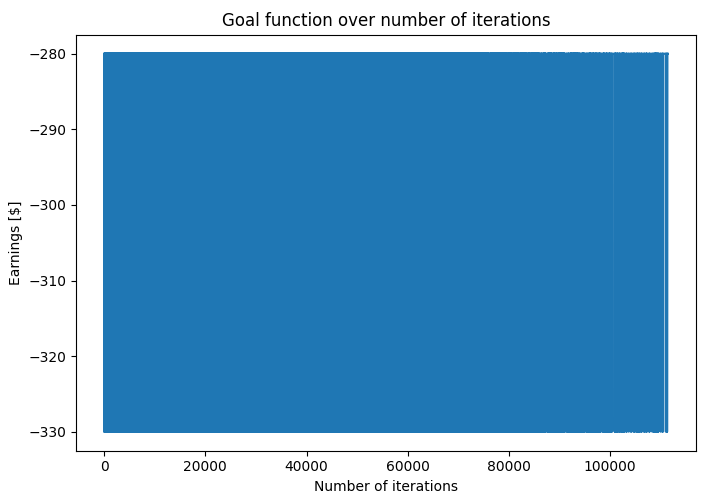 Goal function over number of iterations
Earnings [$]
−280
−290
−300
−310
−320
−330
0 20000 40000 60000 80000 100000
Number of iterations